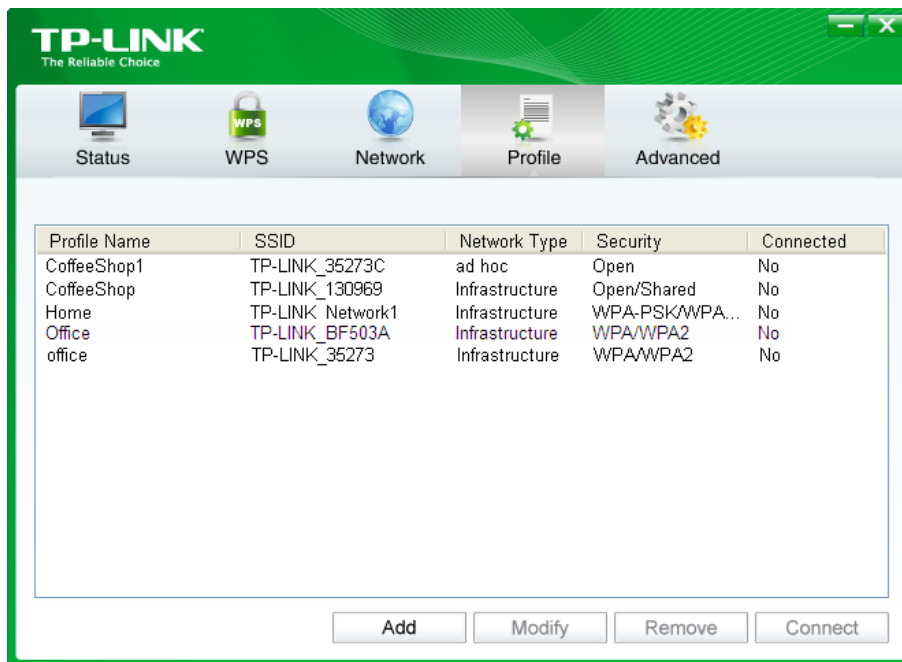 TP-LINK
The Reliable Choice
WPS
Status WPS Network Profile Advanced
Profile Name SSID Network Type Security Connected
CoffeeShop1 TP-LINK_35273C ad hoc Open No
CoffeeShop TP-LINK_130969 Infrastructure Open/Shared No
Home TP-LINK_Network1 Infrastructure WPA-PSK/WPA... No
Office TP-LINK_BF503A Infrastructure WPA/WPA2 No
office TP-LINK_35273 Infrastructure WPA/WPA2 No
Add Modify Remove Connect